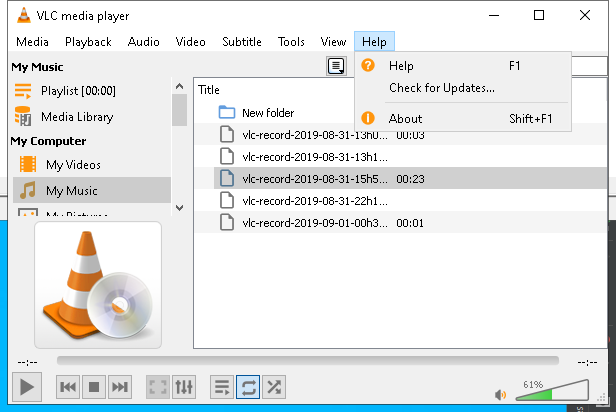 VLC media player
Media Playback Audio Video Subtitle Tools View Help
My Music
Playlist [00:00]
Media Library
My Computer
My Videos
My Music
My Pictures
Title
New folder
vlc-record-2019-08-31-13h0... 00:03
vlc-record-2019-08-31-13h1...
vlc-record-2019-08-31-15h5... 00:23
vlc-record-2019-08-31-22h1...
vlc-record-2019-09-01-00h3... 00:01
Help F1
Check for Updates...
About Shift+F1
--:-- --:--
61%